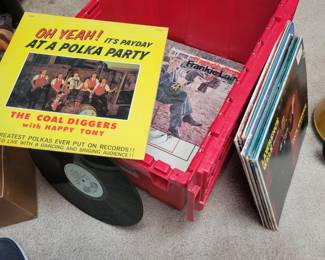 OH YEAH! IT'S PAYDAY
AT A POLKA PARTY
THE COAL DIGGERS
with HAPPY TONY
GREATEST POLKAS EVER PUT ON RECORDS!!
LIVE WITH A DANCING AND SINGING AUDIENCE!!
Frankie Laine